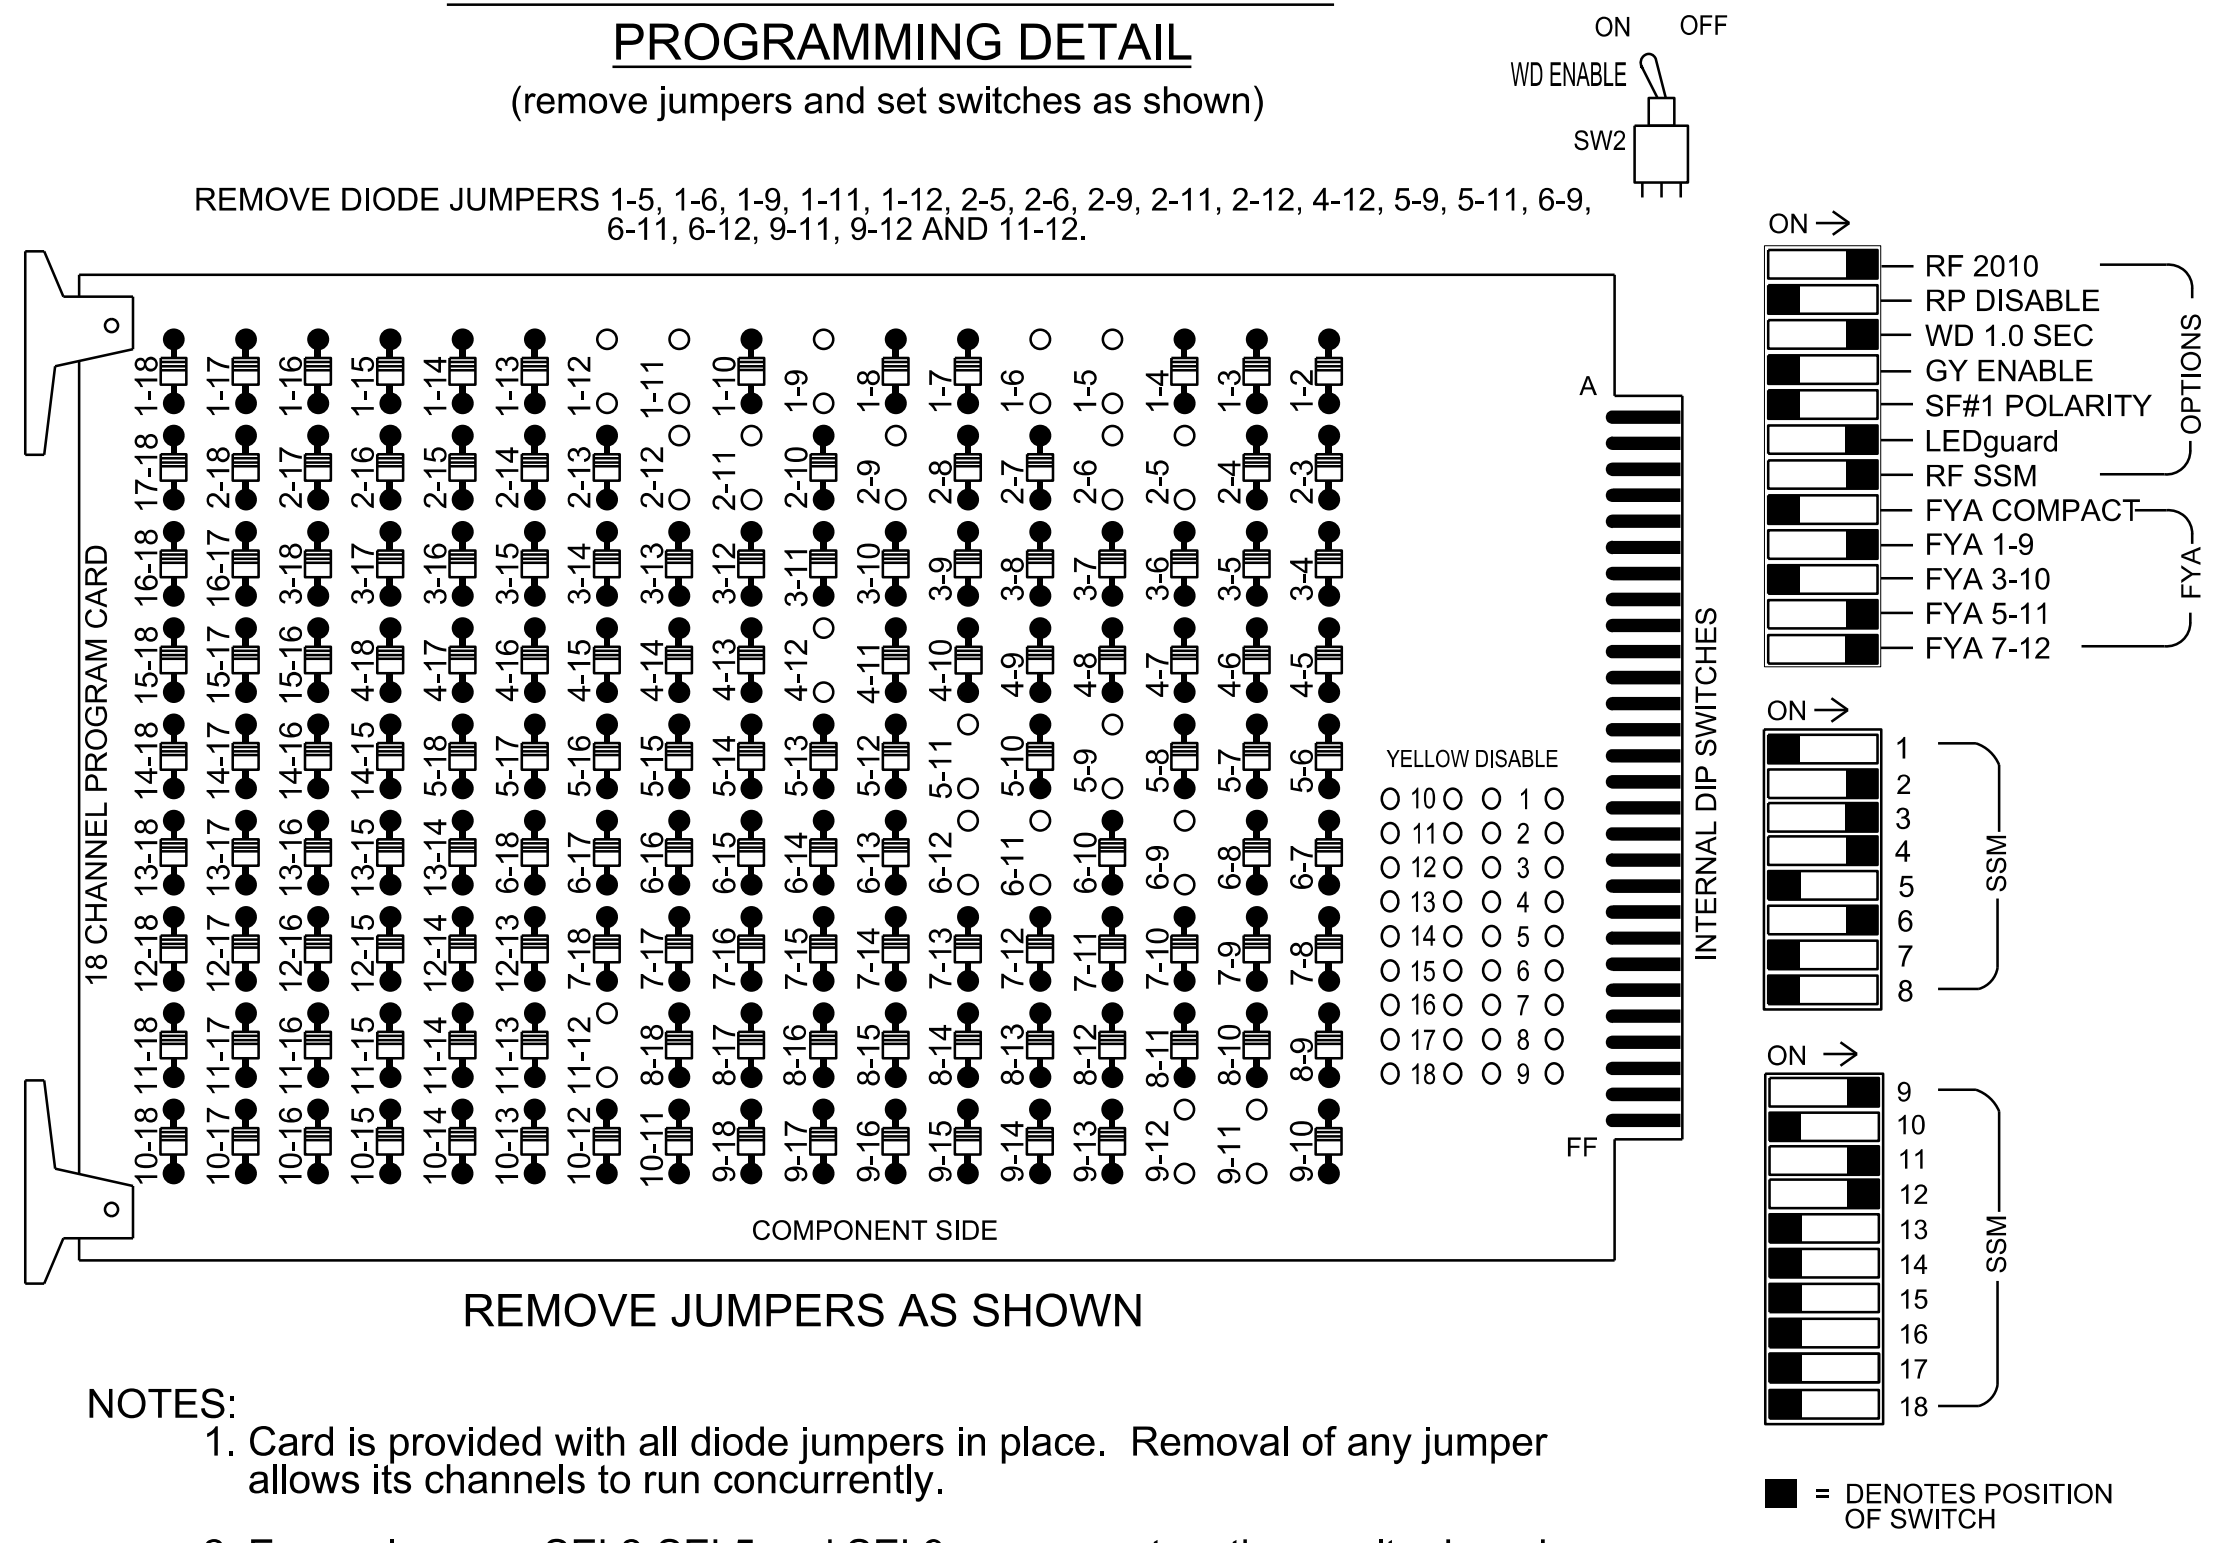 PROGRAMMING DETAIL
(remove jumpers and set switches as shown)
ON OFF
WD ENABLE
SW2
REMOVE DIODE JUMPERS 1-5, 1-6, 1-9, 1-11, 1-12, 2-5, 2-6, 2-9, 2-11, 2-12, 4-12, 5-9, 5-11, 6-9,
6-11, 6-12, 9-11, 9-12 AND 11-12.
18 CHANNEL PROGRAM CARD
1-18 1-17 1-16 1-15 1-14 1-13 1-12 1-11 1-10 1-9 1-8 1-7 1-6 1-5 1-4 1-3 1-2
17-18 2-18 2-17 2-16 2-15 2-14 2-13 2-12 2-11 2-10 2-9 2-8 2-7 2-6 2-5 2-4 2-3
16-18 16-17 3-18 3-17 3-16 3-15 3-14 3-13 3-12 3-11 3-10 3-9 3-8 3-7 3-6 3-5 3-4
15-18 15-17 15-16 4-18 4-17 4-16 4-15 4-14 4-13 4-12 4-11 4-10 4-9 4-8 4-7 4-6 4-5
14-18 14-17 14-16 14-15 5-18 5-17 5-16 5-15 5-14 5-13 5-12 5-11 5-10 5-9 5-8 5-7 5-6
13-18 13-17 13-16 13-15 13-14 6-18 6-17 6-16 6-15 6-14 6-13 6-12 6-11 6-10 6-9 6-8 6-7
12-18 12-17 12-16 12-15 12-14 12-13 7-18 7-17 7-16 7-15 7-14 7-13 7-12 7-11 7-10 7-9 7-8
11-18 11-17 11-16 11-15 11-14 11-13 11-12 8-18 8-17 8-16 8-15 8-14 8-13 8-12 8-11 8-10 8-9
10-18 10-17 10-16 10-15 10-14 10-13 10-12 10-11 9-18 9-17 9-16 9-15 9-14 9-13 9-12 9-11 9-10
A
YELLOW DISABLE
10 1
11 2
12 3
13 4
14 5
15 6
16 7
17 8
18 9
FF
COMPONENT SIDE
INTERNAL DIP SWITCHES
ON
RF 2010
RP DISABLE
WD 1.0 SEC
GY ENABLE
SF#1 POLARITY
LEDguard
RF SSM
OPTIONS
FYA COMPACT
FYA 1-9
FYA 3-10
FYA 5-11
FYA 7-12
FYA
ON
1
2
3
4
5
6
7
8
SSM
ON
9
10
11
12
13
14
15
16
17
18
SSM
= DENOTES POSITION
OF SWITCH
REMOVE JUMPERS AS SHOWN
NOTES:
1. Card is provided with all diode jumpers in place. Removal of any jumper
allows its channels to run concurrently.